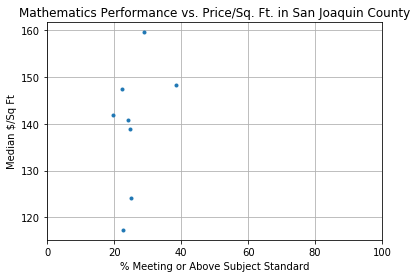 Mathematics Performance vs. Price/Sq. Ft. in San Joaquin County
160
150
140
130
120
Median $/Sq Ft
0 20 40 60 80 100
% Meeting or Above Subject Standard